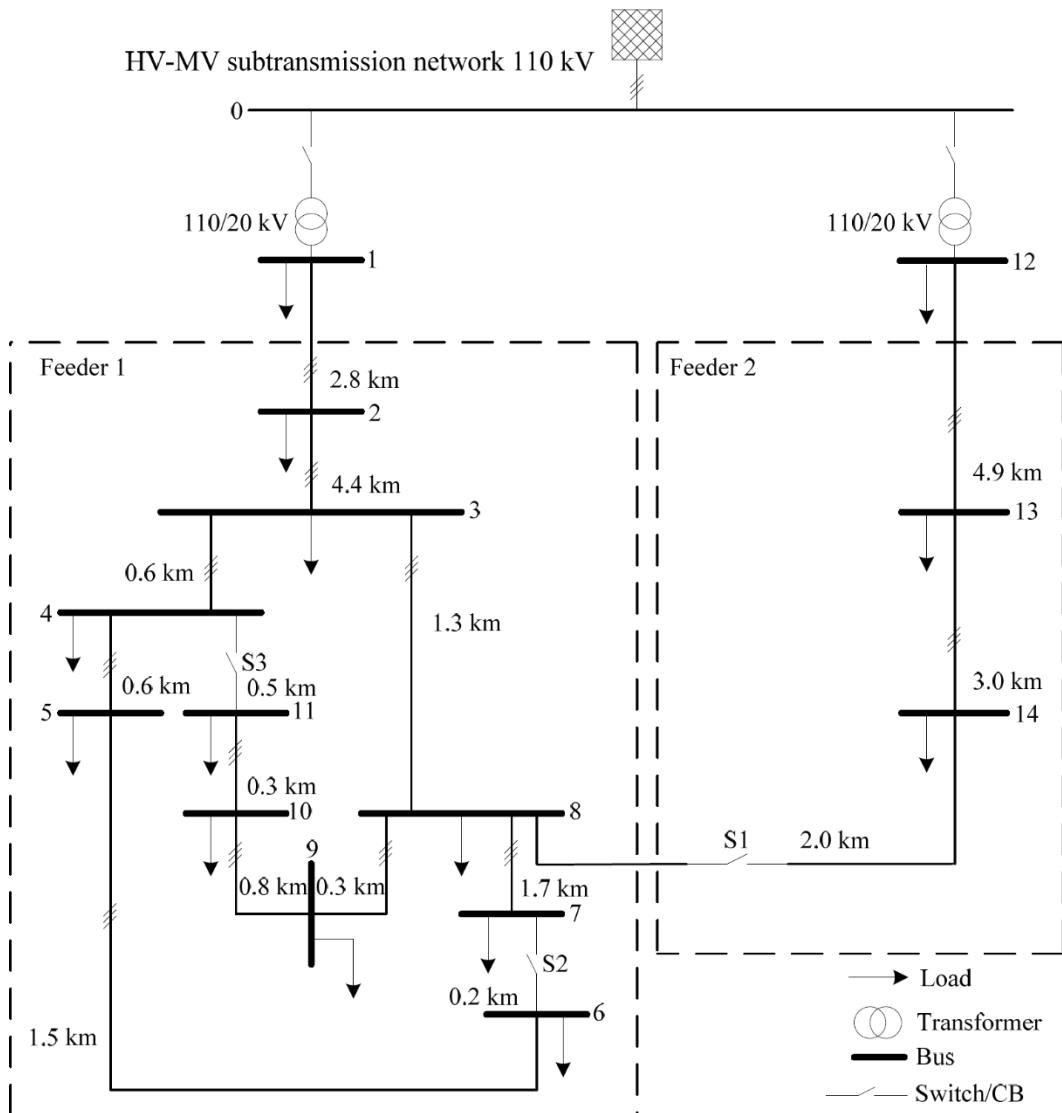 HV-MV subtransmission network 110 kV
0
110/20 kV
110/20 kV
1
12
Feeder 1
Feeder 2
2.8 km
2
4.4 km
4.9 km
3
13
0.6 km
4
1.3 km
S3
0.6 km
0.5 km
3.0 km
5
11
14
0.3 km
10
8
9
S1
2.0 km
0.8 km
0.3 km
1.7 km
7
S2
0.2 km
6
1.5 km
Load
Transformer
Bus
Switch/CB